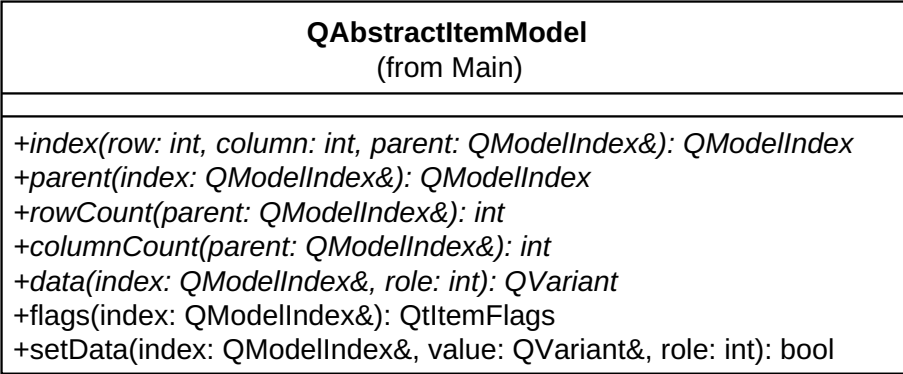 QAbstractItemModel
(from Main)
+index(row: int, column: int, parent: QModelIndex&): QModelIndex
+parent(index: QModelIndex&): QModelIndex
+rowCount(parent: QModelIndex&): int
+columnCount(parent: QModelIndex&): int
+data(index: QModelIndex&, role: int): QVariant
+flags(index: QModelIndex&): QtItemFlags
+setData(index: QModelIndex&, value: QVariant&, role: int): bool